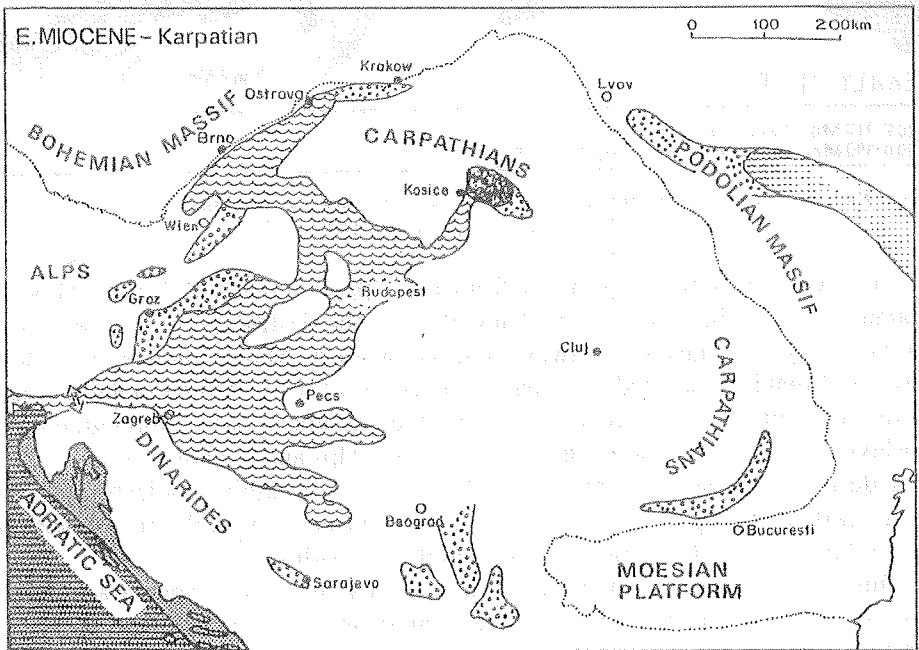 E.MIOCENE – Karpatian
0 100 200km
Krakow
Ostrava
Lvov
BOHEMIAN MASSIF
Brno
CARPATHIANS
PODOLIAN MASSIF
Kosice
Wien
ALPS
Graz
Budapest
Cluj
CARPATHIANS
Pecs
Zagreb
DINARIDES
ADRIATIC SEA
Beograd
Bucuresti
Sarajevo
MOESIAN
PLATFORM